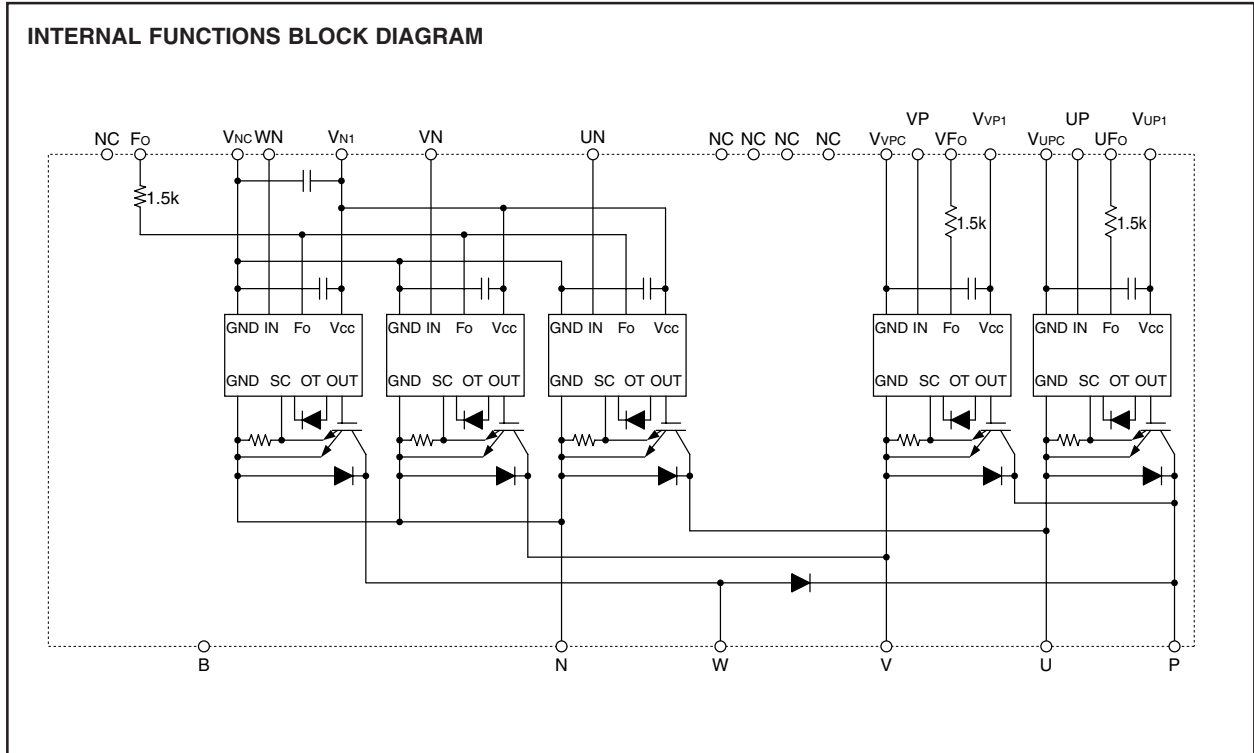 INTERNAL FUNCTIONS BLOCK DIAGRAM
VP VVP1 UP VUP1
NC FO VNC WN VN1 VN UN NC NC NC NC VVPC VFO VUPC UFO
1.5k 1.5k 1.5k
GND IN FO VCC GND IN FO VCC GND IN FO VCC GND IN FO VCC GND IN FO VCC
GND SC OT OUT GND SC OT OUT GND SC OT OUT GND SC OT OUT GND SC OT OUT
B N W V U P